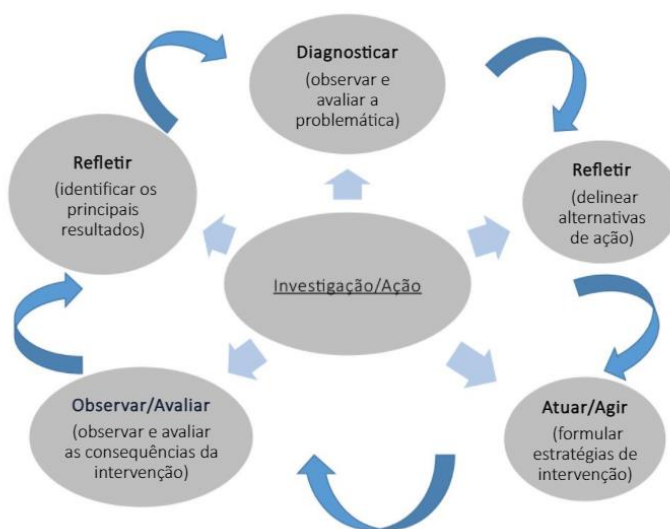 Diagnosticar
(observar e
avaliar a
problemática)
Refletir
(identificar os
principais
resultados)
Refletir
(delinear
alternativas
de ação)
Investigação/Ação
Observar/Avaliar
(observar e avaliar
as consequências da
intervenção)
Atuar/Agir
(formular
estratégias de
intervenção)